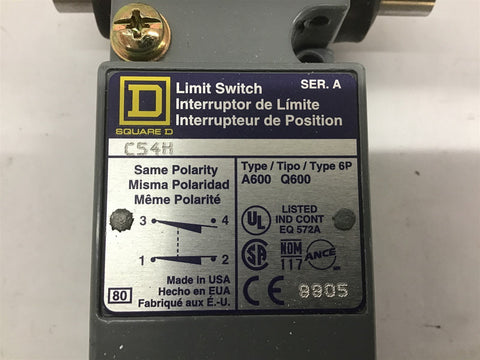 D
SQUARE D
Limit Switch SER. A
Interruptor de Límite
Interrupteur de Position
C54H
Same Polarity
Misma Polaridad
Même Polarité
3 4
1 2
80
Made in USA
Hecho en EUA
Fabriqué aux É.-U.
Type / Tipo / Type 6P
A600 Q600
UL
LISTED
IND CONT
EQ 572A
SA
NOM
117
ANCE
CE
9905